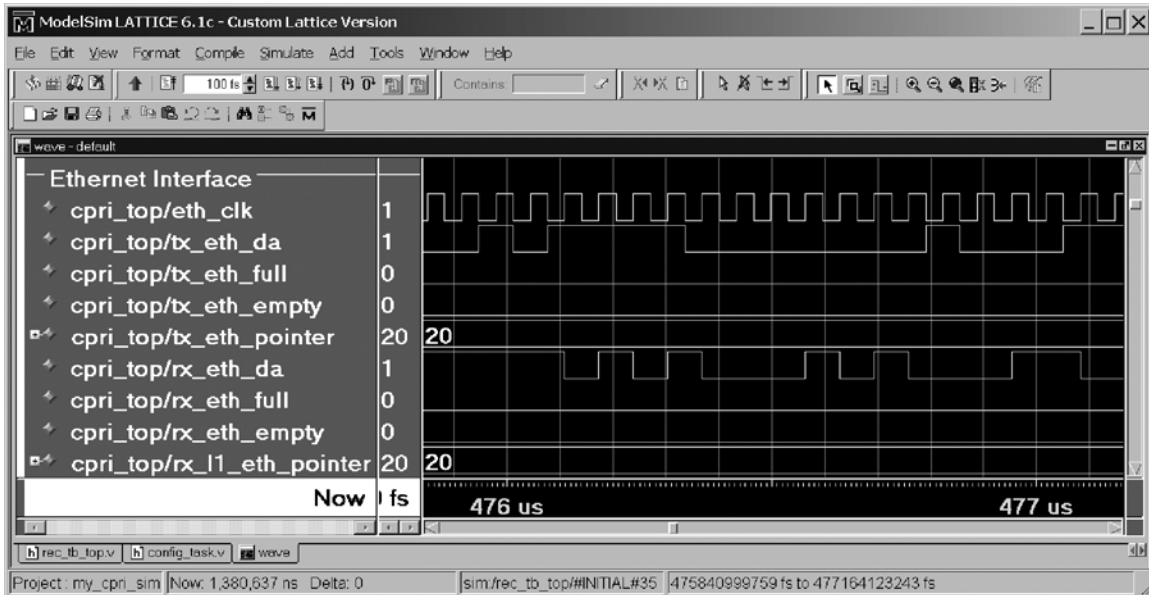 ModelSim LATTICE 6.1c - Custom Lattice Version
File Edit View Format Compile Simulate Add Tools Window Help
100 fs Contains:
wave - default
Ethernet Interface
cpri_top/eth_clk 1
cpri_top/tx_eth_da 1
cpri_top/tx_eth_full 0
cpri_top/tx_eth_empty 0
cpri_top/tx_eth_pointer 20 20
cpri_top/rx_eth_da 1
cpri_top/rx_eth_full 0
cpri_top/rx_eth_empty 0
cpri_top/rx_l1_eth_pointer 20 20
Now fs 476 us 477 us
rec_tb_top.v config_task.v wave
Project : my_cpri_sim Now: 1,380,637 ns Delta: 0 sim:/rec_tb_top/#INITIAL#35 475840999759 fs to 477164123243 fs